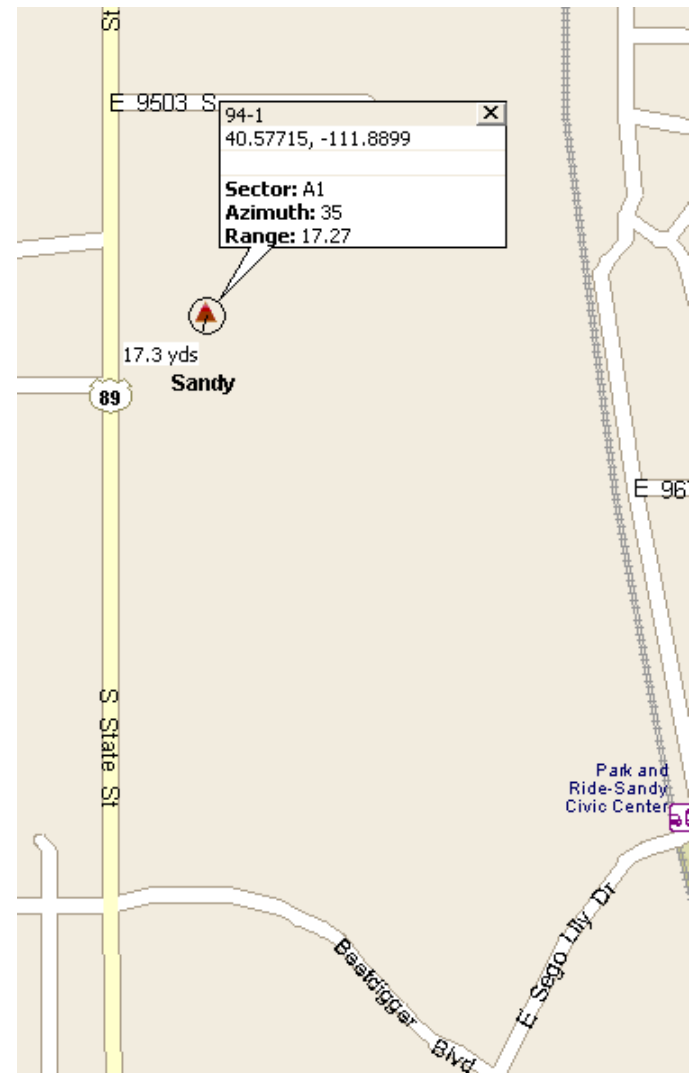 St
E 9503 S
94-1
40.57715, -111.8899
Sector: A1
Azimuth: 35
Range: 17.27
17.3 yds
Sandy
89
E 967
S State St
Park and
Ride-Sandy
Civic Center
E Sego Lily Dr
Beetdigger
Blvd